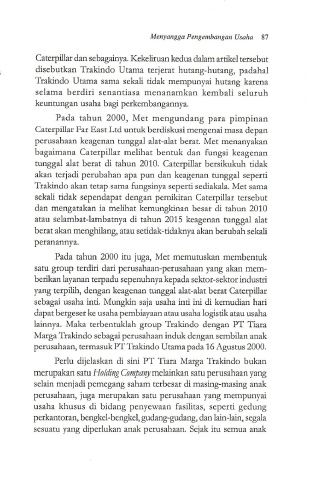 Menyangga Pengembangan Usaha 87
Caterpillar dan sebagainya. Kekeliruan kedua dalam artikel tersebut
disebutkan Trakindo Utama terjerat hutang-hutang, padahal
Trakindo Utama sama sekali tidak mempunyai hutang karena
selama berdiri senantiasa menanamkan kembali seluruh
keuntungan usaha bagi perkembangannya.
Pada tahun 2000, Met mengundang para pimpinan
Caterpillar Far East Ltd untuk berdiskusi mengenai masa depan
perusahaan keagenan tunggal alat-alat berat. Met menanyakan
bagaimana Caterpillar melihat bentuk dan fungsi keagenan
tunggal alat berat di tahun 2010. Caterpillar bersikukuh tidak
akan terjadi perubahan apa pun dan keagenan tunggal seperti
Trakindo akan tetap sama fungsinya seperti sediakala. Met sama
sekali tidak sependapat dengan pemikiran Caterpillar tersebut
dan mengatakan ia melihat kemungkinan besar di tahun 2010
atau selambat-lambatnya di tahun 2015 keagenan tunggal alat
berat akan menghilang, atau setidak-tidaknya akan berubah sekali
peranannya.
Pada tahun 2000 itu juga, Met memutuskan membentuk
satu group terdiri dari perusahaan-perusahaan yang akan mem-
berikan layanan terpadu sepenuhnya kepada sektor-sektor industri
yang terpilih, dengan keagenan tunggal alat-alat berat Caterpillar
sebagai usaha inti. Mungkin saja usaha inti ini di kemudian hari
dapat bergeser ke usaha pembiayaan atau usaha logistik atau usaha
lainnya. Maka terbentuklah group Trakindo dengan PT Tiara
Marga Trakindo sebagai perusahaan induk dengan sembilan anak
perusahaan, termasuk PT Trakindo Utama pada 16 Agustus 2000.
Perlu dijelaskan di sini PT Tiara Marga Trakindo bukan
merupakan satu Holding Company melainkan satu perusahaan yang
selain menjadi pemegang saham terbesar di masing-masing anak
perusahaan, juga merupakan satu perusahaan yang mempunyai
usaha khusus di bidang penyewaan fasilitas, seperti gedung
perkantoran, bengkel-bengkel, gudang-gudang, dan lain-lain, segala
sesuatu yang diperlukan anak perusahaan. Sejak itu semua anak